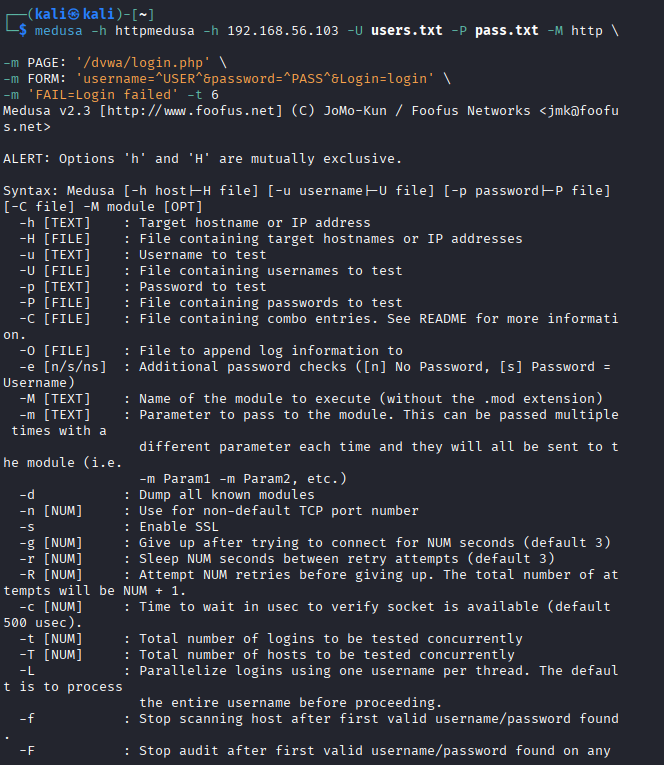 ┌──(kali㉿kali)-[~]
└─$ medusa -h httpmedusa -h 192.168.56.103 -U users.txt -P pass.txt -M http \
-m PAGE: '/dvwa/login.php' \
-m FORM: 'username=^USER^&password=^PASS^&Login=login' \
-m 'FAIL=Login failed' -t 6
Medusa v2.3 [http://www.foofus.net] (C) JoMo-Kun / Foofus Networks <jmk@foofu
s.net>
ALERT: Options 'h' and 'H' are mutually exclusive.
Syntax: Medusa [-h host|-H file] [-u username|-U file] [-p password|-P file]
[-C file] -M module [OPT]
-h [TEXT] : Target hostname or IP address
-H [FILE] : File containing target hostnames or IP addresses
-u [TEXT] : Username to test
-U [FILE] : File containing usernames to test
-p [TEXT] : Password to test
-P [FILE] : File containing passwords to test
-C [FILE] : File containing combo entries. See README for more informati
on.
-O [FILE] : File to append log information to
-e [n/s/ns] : Additional password checks ([n] No Password, [s] Password =
Username)
-M [TEXT] : Name of the module to execute (without the .mod extension)
-m [TEXT] : Parameter to pass to the module. This can be passed multiple
times with a
different parameter each time and they will all be sent to t
he module (i.e.
-m Param1 -m Param2, etc.)
-d : Dump all known modules
-n [NUM] : Use for non-default TCP port number
-s : Enable SSL
-g [NUM] : Give up after trying to connect for NUM seconds (default 3)
-r [NUM] : Sleep NUM seconds between retry attempts (default 3)
-R [NUM] : Attempt NUM retries before giving up. The total number of at
tempts will be NUM + 1.
-c [NUM] : Time to wait in usec to verify socket is available (default
500 usec).
-t [NUM] : Total number of logins to be tested concurrently
-T [NUM] : Total number of hosts to be tested concurrently
-L : Parallelize logins using one username per thread. The defaul
t is to process
the entire username before proceeding.
-f : Stop scanning host after first valid username/password found
.
-F : Stop audit after first valid username/password found on any